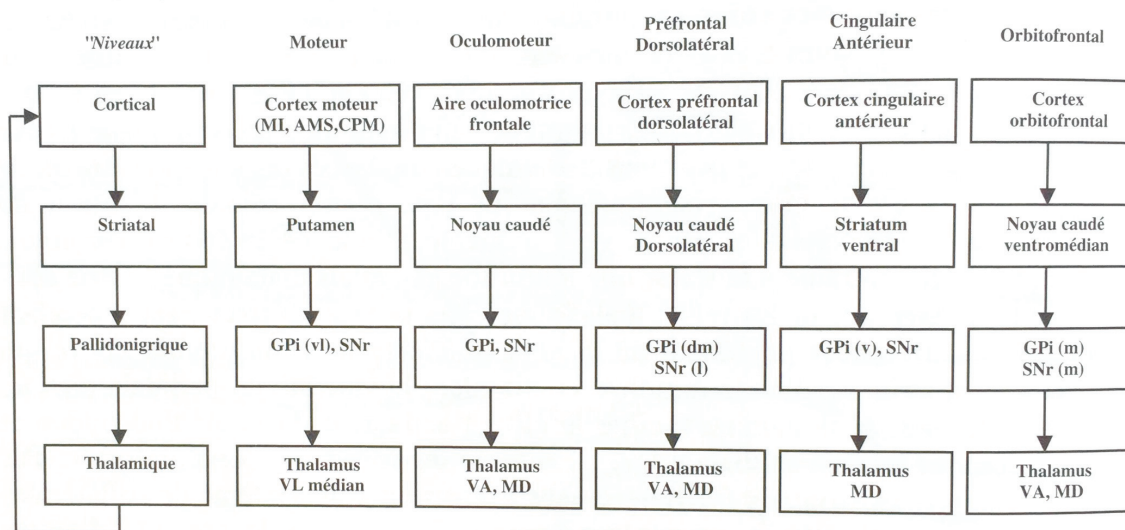 "Niveaux"
Moteur
Oculomoteur
Préfrontal
Dorsolatéral
Cingulaire
Antérieur
Orbitofrontal
Cortical
Cortex moteur
(MI, AMS,CPM)
Aire oculomotrice
frontale
Cortex préfrontal
dorsolatéral
Cortex cingulaire
antérieur
Cortex
orbitofrontal
Striatal
Putamen
Noyau caudé
Noyau caudé
Dorsolatéral
Striatum
ventral
Noyau caudé
ventromédian
Pallidonigrique
GPi (vl), SNr
GPi, SNr
GPi (dm)
SNr (l)
GPi (v), SNr
GPi (m)
SNr (m)
Thalamique
Thalamus
VL médian
Thalamus
VA, MD
Thalamus
VA, MD
Thalamus
MD
Thalamus
VA, MD